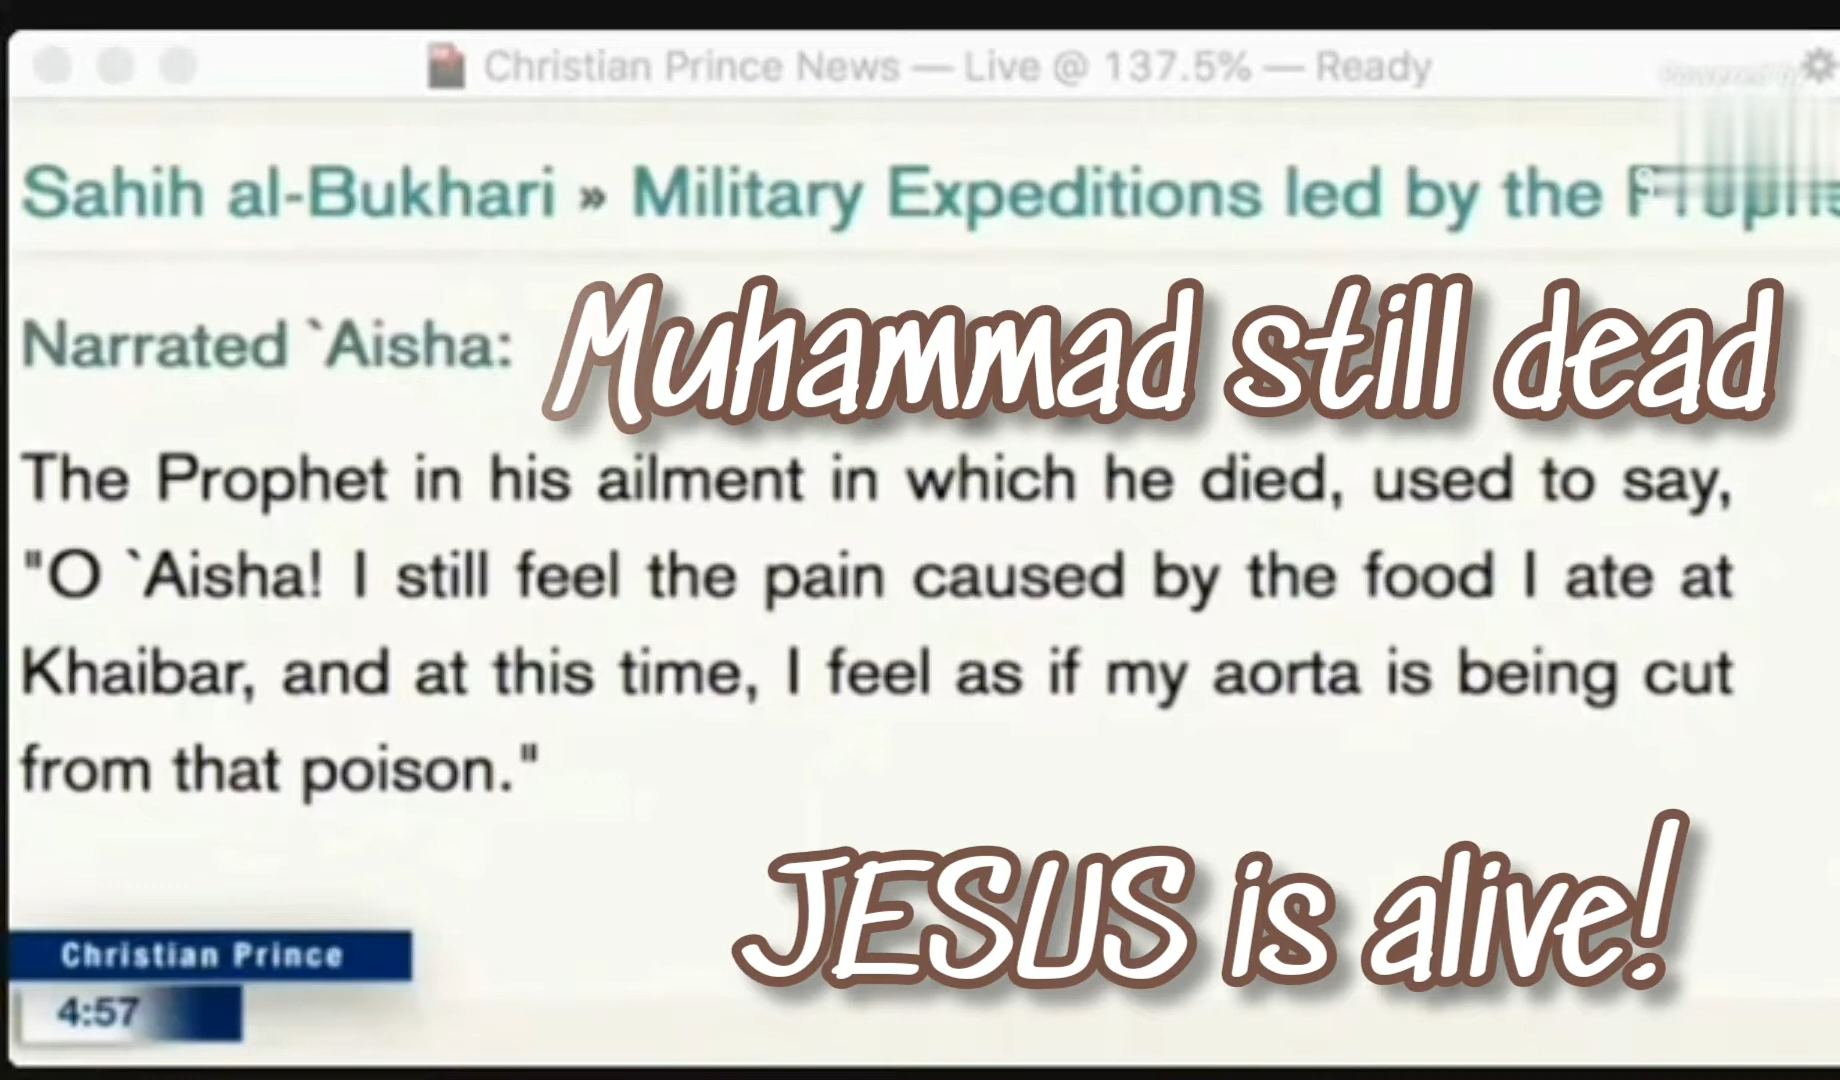 Christian Prince News — Live @ 137.5% — Ready
Sahih al-Bukhari » Military Expeditions led by the
Narrated `Aisha:
Muhammad still dead
The Prophet in his ailment in which he died, used to say,
"O `Aisha! I still feel the pain caused by the food I ate at
Khaibar, and at this time, I feel as if my aorta is being cut
from that poison."
JESUS is alive!
Christian Prince
4:57